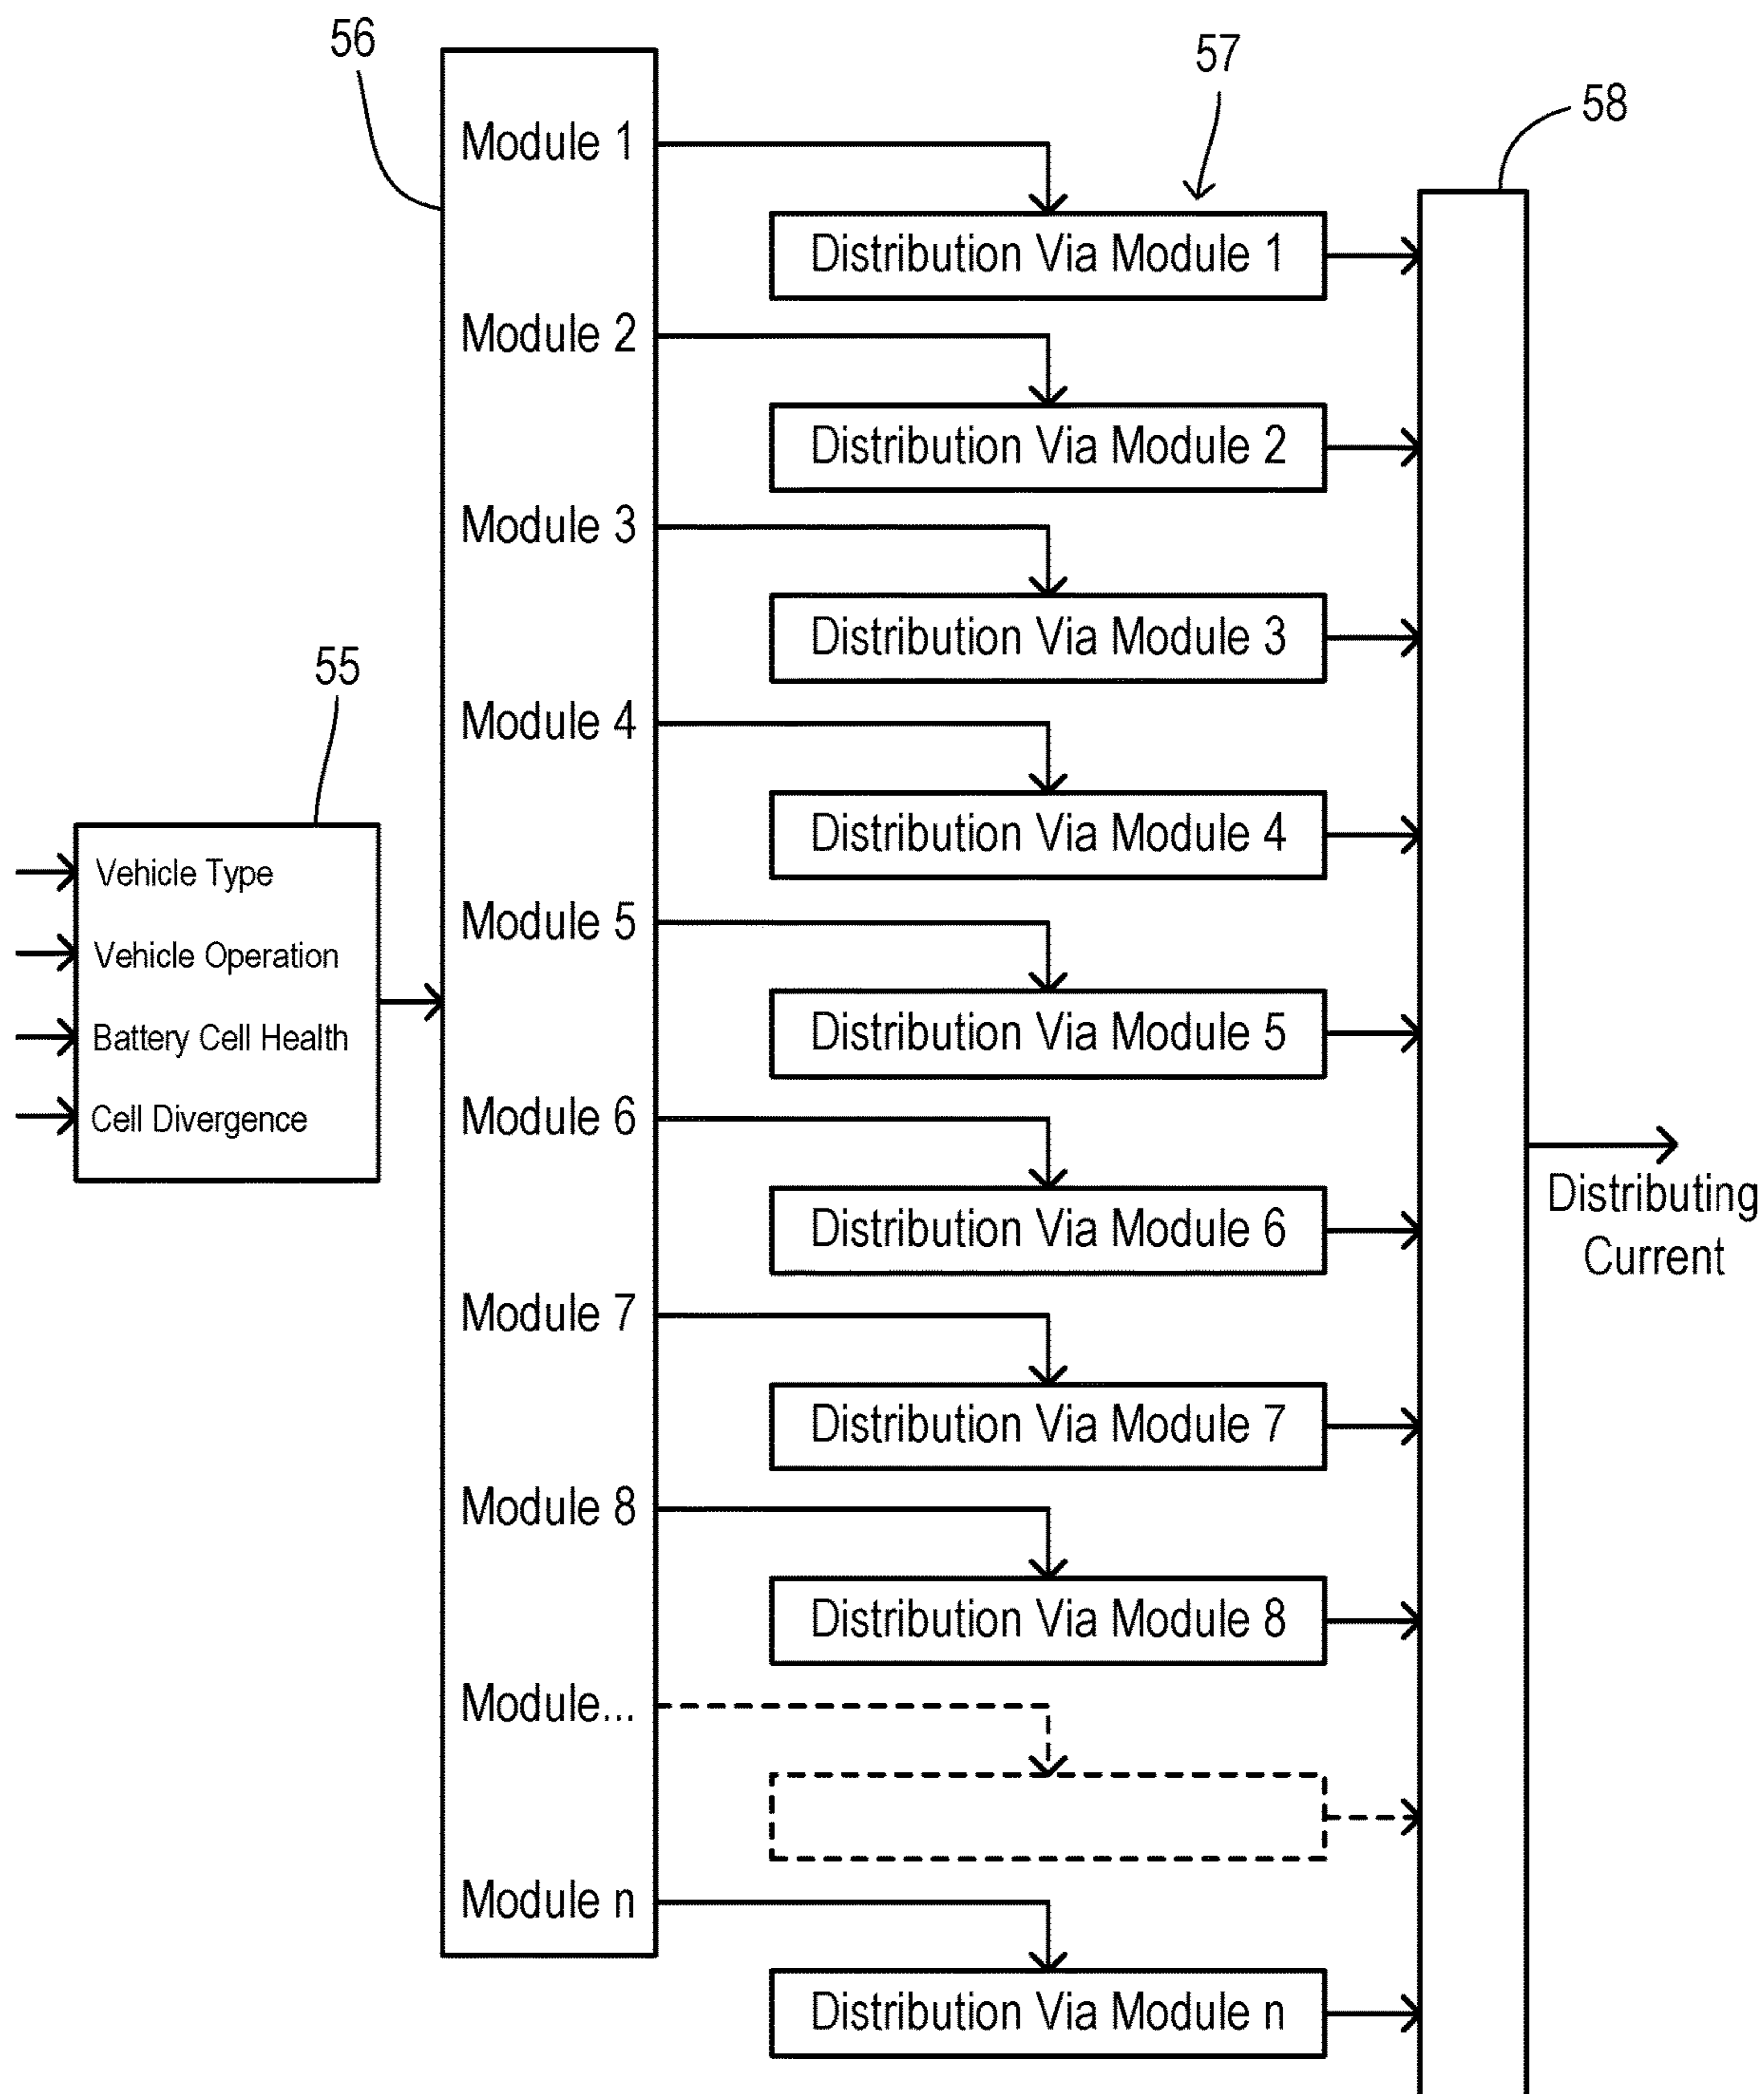 56
57
58
Module 1
Distribution Via Module 1
Module 2
Distribution Via Module 2
Module 3
Distribution Via Module 3
55
Module 4
Distribution Via Module 4
Vehicle Type
Vehicle Operation
Battery Cell Health
Cell Divergence
Module 5
Distribution Via Module 5
Module 6
Distribution Via Module 6
Distributing
Current
Module 7
Distribution Via Module 7
Module 8
Distribution Via Module 8
Module...
Module n
Distribution Via Module n